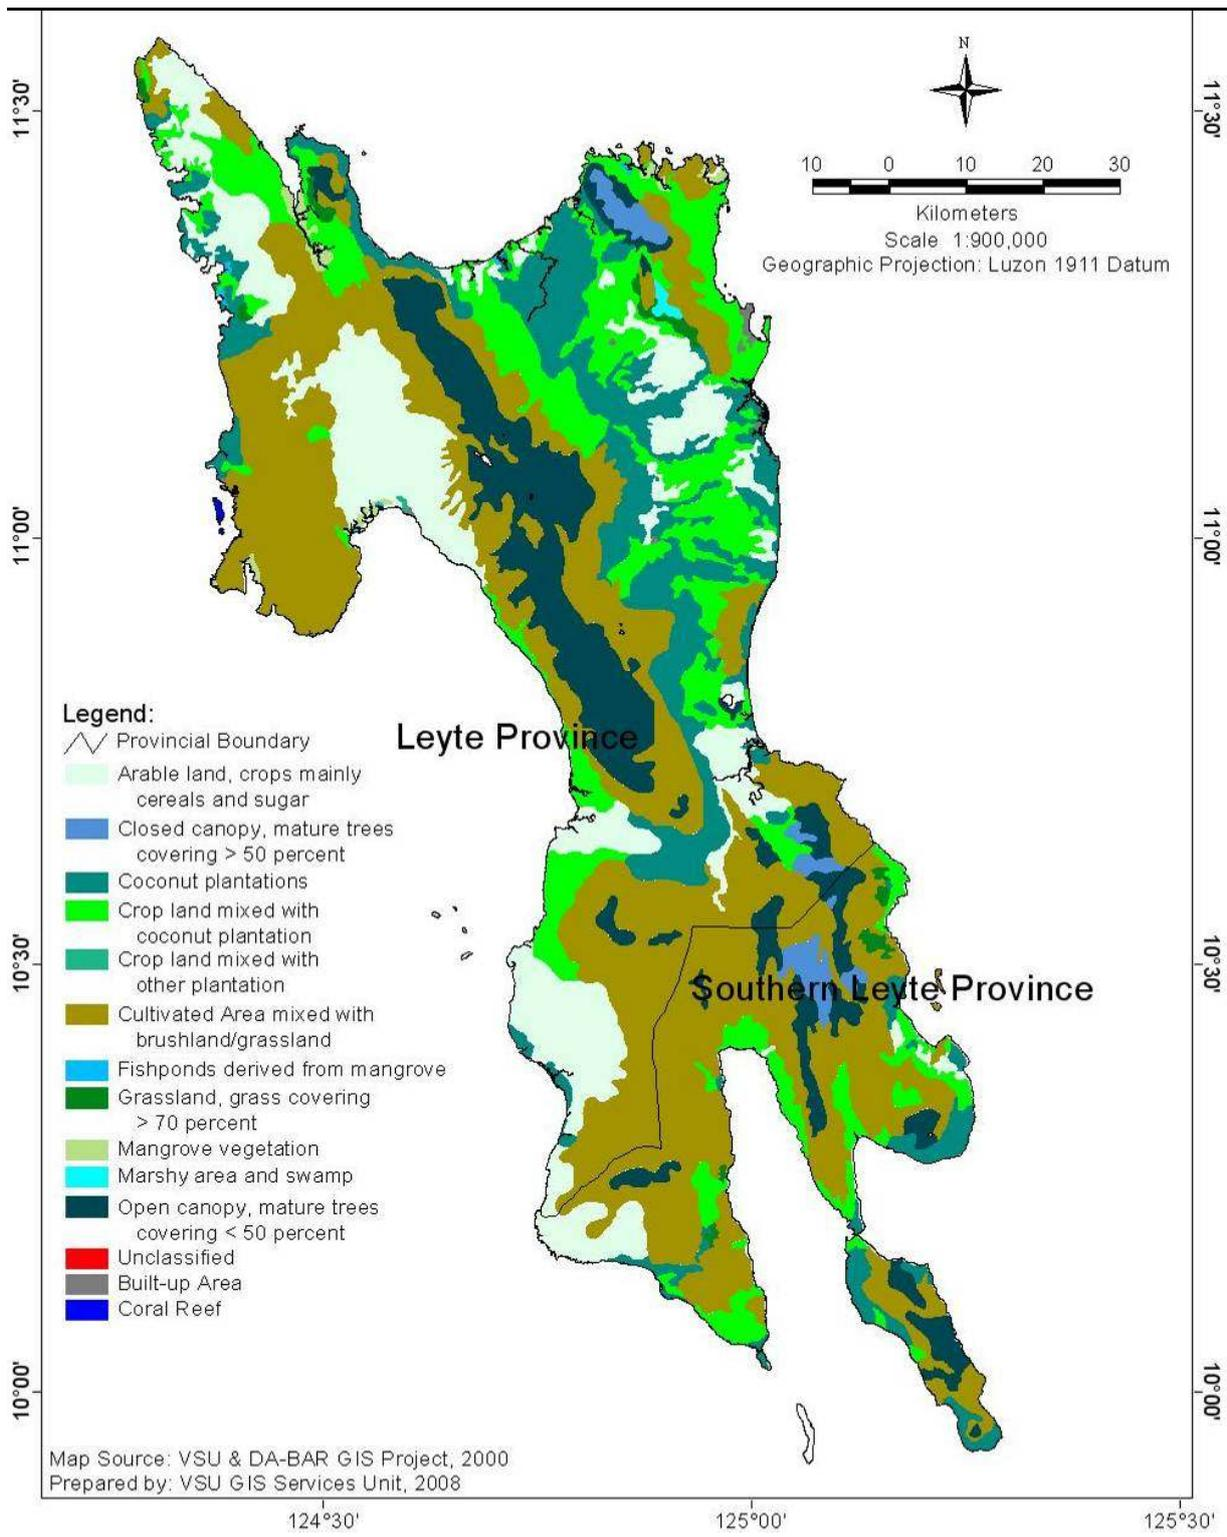 N
11°30'
11°30'
10 0 10 20 30
Kilometers
Scale 1:900,000
Geographic Projection: Luzon 1911 Datum
11°00'
11°00'
Legend:
Provincial Boundary
Arable land, crops mainly
cereals and sugar
Closed canopy, mature trees
covering > 50 percent
Coconut plantations
Crop land mixed with
coconut plantation
Crop land mixed with
other plantation
Cultivated Area mixed with
brushland/grassland
Fishponds derived from mangrove
Grassland, grass covering
> 70 percent
Mangrove vegetation
Marshy area and swamp
Open canopy, mature trees
covering < 50 percent
Unclassified
Built-up Area
Coral Reef
Leyte Province
Southern Leyte Province
10°30'
10°30'
10°00'
10°00'
Map Source: VSU & DA-BAR GIS Project, 2000
Prepared by: VSU GIS Services Unit, 2008
124°30'
125°00'
125°30'